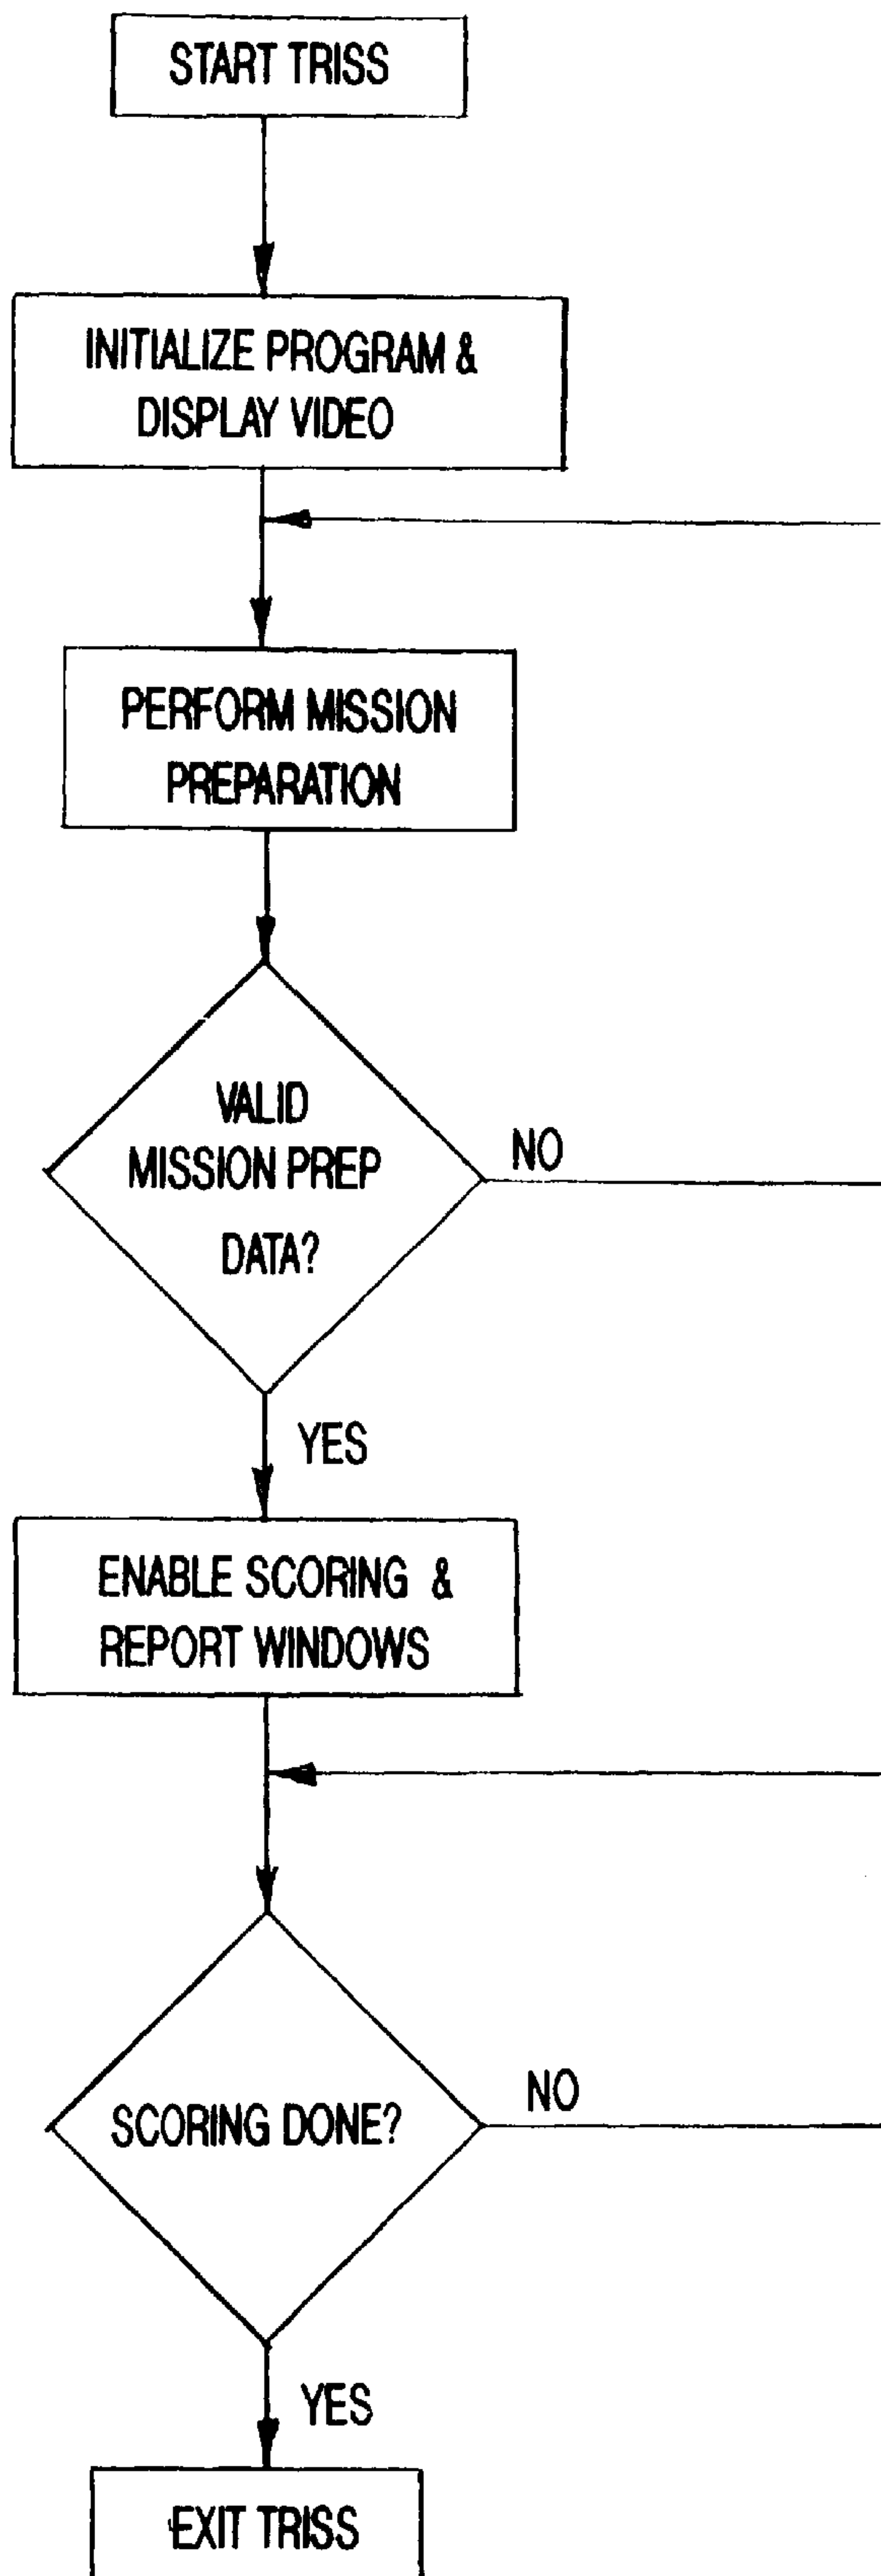 START TRISS
INITIALIZE PROGRAM &
DISPLAY VIDEO
PERFORM MISSION
PREPARATION
VALID
MISSION PREP
DATA?
NO
YES
ENABLE SCORING &
REPORT WINDOWS
SCORING DONE?
NO
YES
EXIT TRISS